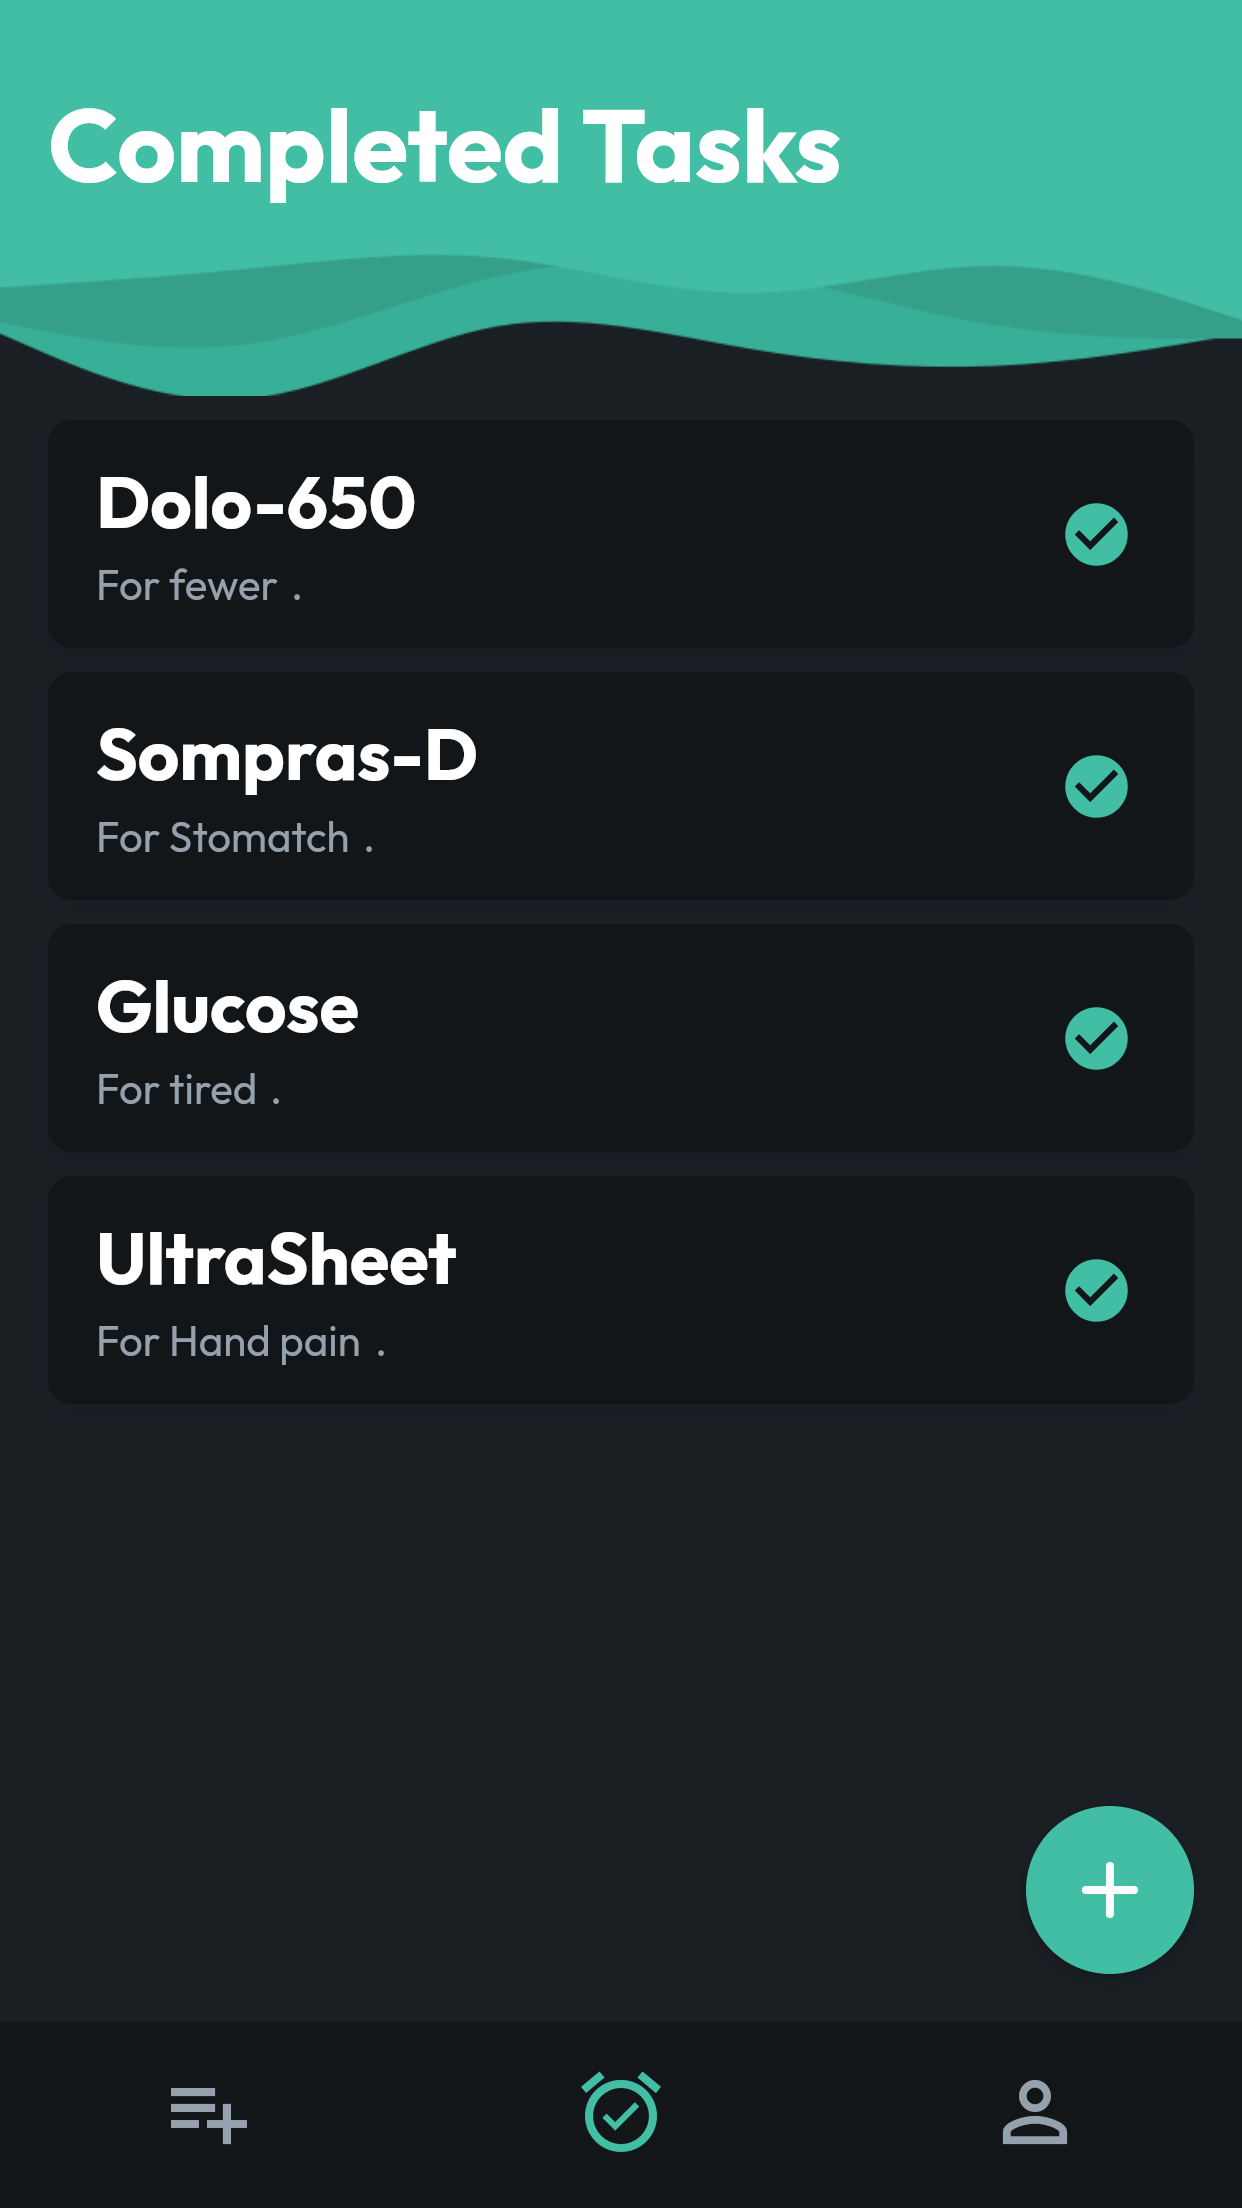 Completed Tasks
Dolo-650
For fewer .
Sompras-D
For Stomatch .
Glucose
For tired .
UltraSheet
For Hand pain .